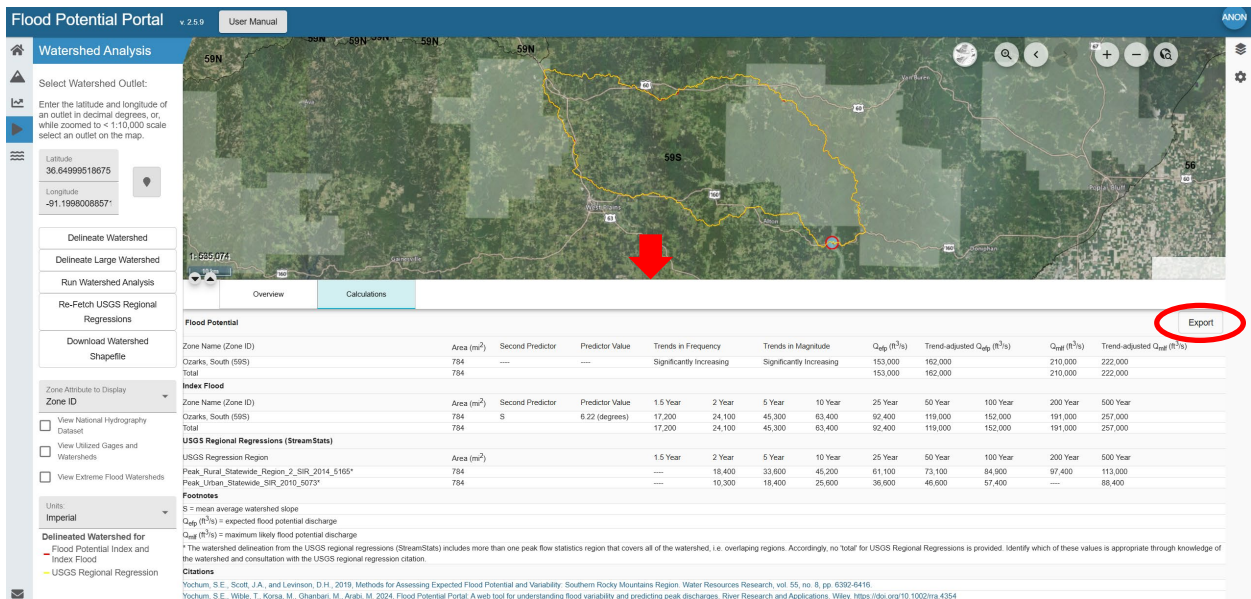 Flood Potential Portal v. 2.5.9 User Manual ANON
Watershed Analysis
Select Watershed Outlet:
Enter the latitude and longitude of
an outlet in decimal degrees, or,
while zoomed to < 1:10,000 scale
select an outlet on the map.
Latitude
36.64999518675
Longitude
-91.1998008857
Delineate Watershed
Delineate Large Watershed
Run Watershed Analysis
Re-Fetch USGS Regional
Regressions
Download Watershed
Shapefile
Zone Attribute to Display
Zone ID
View National Hydrography
Dataset
View Utilized Gages and
Watersheds
View Extreme Flood Watersheds
Units:
Imperial
Delineated Watershed for
Flood Potential Index and
Index Flood
USGS Regional Regression
59N 59N 59N 59N
59N
60
67
Van Buren
60
59S
56
60
Poplar Bluff
West Plains
160
63
Alton
160
Doniphan
Gainesville
160
1: 535,074
10 km
Overview Calculations
Flood Potential Export
Zone Name (Zone ID) Area (mi²) Second Predictor Predictor Value Trends in Frequency Trends in Magnitude Qefp (ft³/s) Trend-adjusted Qefp (ft³/s) Qmlf (ft³/s) Trend-adjusted Qmlf (ft³/s)
Ozarks, South (59S) 784 ---- ---- Significantly Increasing Significantly Increasing 153,000 162,000 210,000 222,000
Total 784 153,000 162,000 210,000 222,000
Index Flood
Zone Name (Zone ID) Area (mi²) Second Predictor Predictor Value 1.5 Year 2 Year 5 Year 10 Year 25 Year 50 Year 100 Year 200 Year 500 Year
Ozarks, South (59S) 784 S 6.22 (degrees) 17,200 24,100 45,300 63,400 92,400 119,000 152,000 191,000 257,000
Total 784 17,200 24,100 45,300 63,400 92,400 119,000 152,000 191,000 257,000
USGS Regional Regressions (StreamStats)
USGS Regression Region Area (mi²) 1.5 Year 2 Year 5 Year 10 Year 25 Year 50 Year 100 Year 200 Year 500 Year
Peak_Rural_Statewide_Region_2_SIR_2014_5165* 784 ---- 18,400 33,600 45,200 61,100 73,100 84,900 97,400 113,000
Peak_Urban_Statewide_SIR_2010_5073* 784 ---- 10,300 18,400 25,600 36,600 46,600 57,400 ---- 88,400
Footnotes
S = mean average watershed slope
Qefp (ft³/s) = expected flood potential discharge
Qmlf (ft³/s) = maximum likely flood potential discharge
* The watershed delineation from the USGS regional regressions (StreamStats) includes more than one peak flow statistics region that covers all of the watershed, i.e. overlaping regions. Accordingly, no 'total' for USGS Regional Regressions is provided. Identify which of these values is appropriate through knowledge of
the watershed and consultation with the USGS regional regression citation.
Citations
Yochum, S.E., Scott, J.A., and Levinson, D.H., 2019, Methods for Assessing Expected Flood Potential and Variability: Southern Rocky Mountains Region. Water Resources Research, vol. 55, no. 8, pp. 6392-6416.
Yochum, S.E., Wible, T., Korsa, M., Ghanbari, M., Arabi, M. 2024, Flood Potential Portal: A web tool for understanding flood variability and predicting peak discharges. River Research and Applications. Wiley. https://doi.org/10.1002/rra.4354